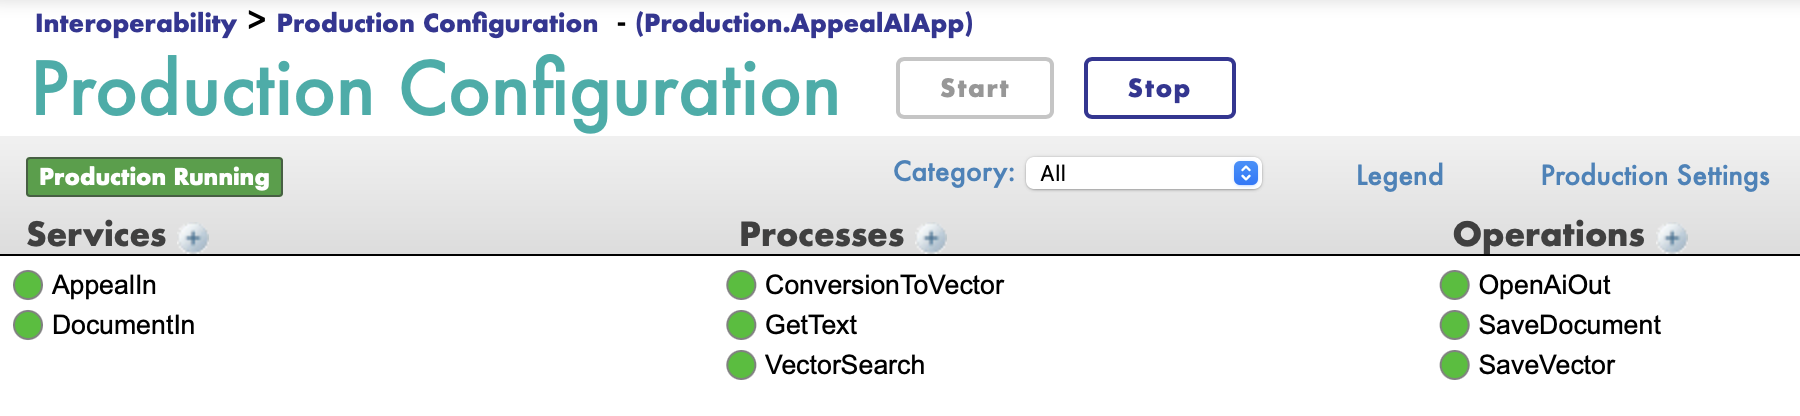 Interoperability > Production Configuration - (Production.AppealAIApp)
Production Configuration Start Stop
Production Running Category: All Legend Production Settings
Services Processes Operations
AppealIn ConversionToVector OpenAiOut
DocumentIn GetText SaveDocument
VectorSearch SaveVector